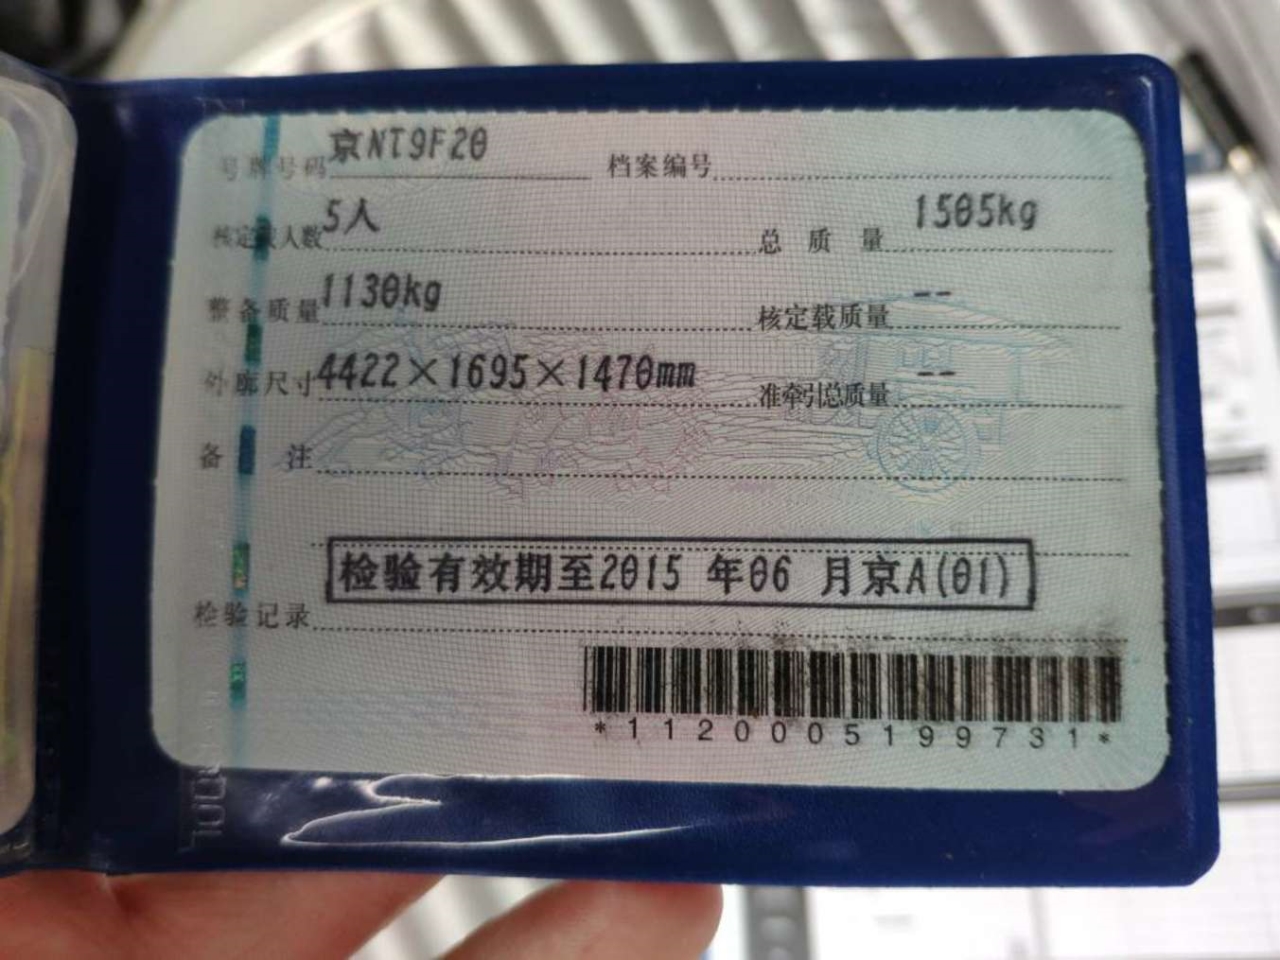 号牌号码 京NT9F20 档案编号
核定载人数 5人 总质量 1505kg
整备质量 1130kg 核定载质量 --
外廓尺寸 4422×1695×1470mm 准牵引总质量 --
备注
检验有效期至2015 年06 月京A(01)
检验记录
*1120005199731*